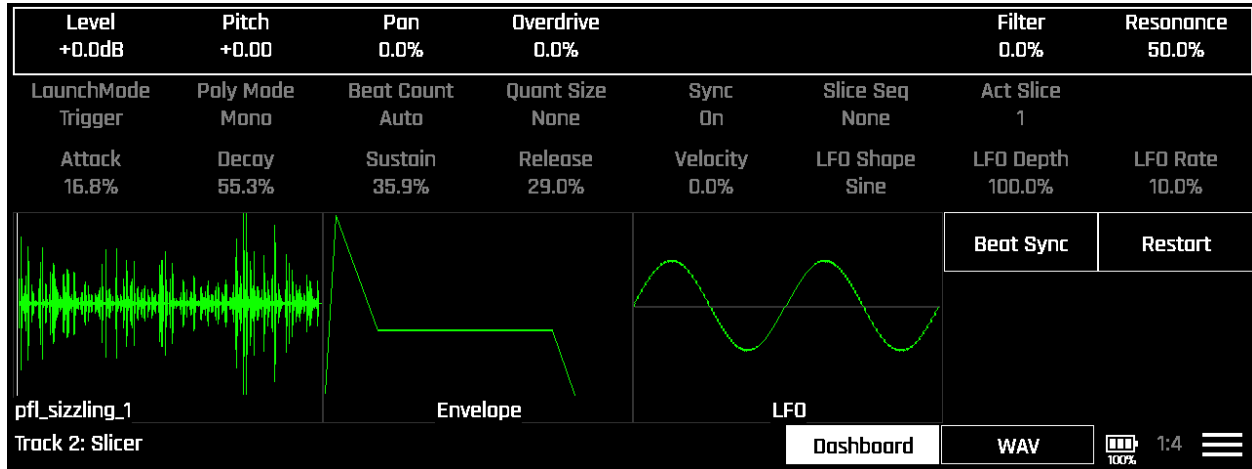 Level Pitch Pan Overdrive Filter Resonance
+0.0dB +0.00 0.0% 0.0% 0.0% 50.0%
LaunchMode Poly Mode Beat Count Quant Size Sync Slice Seq Act Slice
Trigger Mono Auto None On None 1
Attack Decay Sustain Release Velocity LFO Shape LFO Depth LFO Rate
16.8% 55.3% 35.9% 29.0% 0.0% Sine 100.0% 10.0%
Beat Sync Restart
pfl_sizzling_1 Envelope LFO
Track 2: Slicer Dashboard WAV 100% 1:4